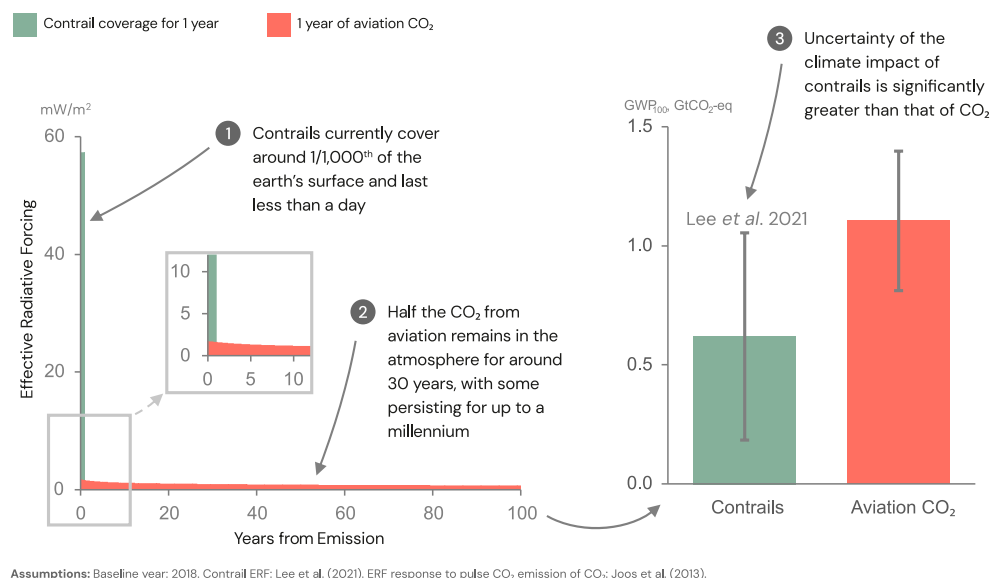 Contrail coverage for 1 year
1 year of aviation CO₂
mW/m²
60
40
20
0
Effective Radiative Forcing
0
20
40
60
80
100
Years from Emission
1
Contrails currently cover
around 1/1,000ᵗʰ of the
earth's surface and last
less than a day
10
5
0
0
5
10
2
Half the CO₂ from
aviation remains in the
atmosphere for around
30 years, with some
persisting for up to a
millennium
3
Uncertainty of the
climate impact of
contrails is significantly
greater than that of CO₂
GWP₁₀₀, GtCO₂-eq
1.5
1.0
0.5
0.0
Lee et al. 2021
Contrails
Aviation CO₂
Assumptions: Baseline year: 2018. Contrail ERF: Lee et al. (2021). ERF response to pulse CO₂ emission of CO₂: Joos et al. (2013).